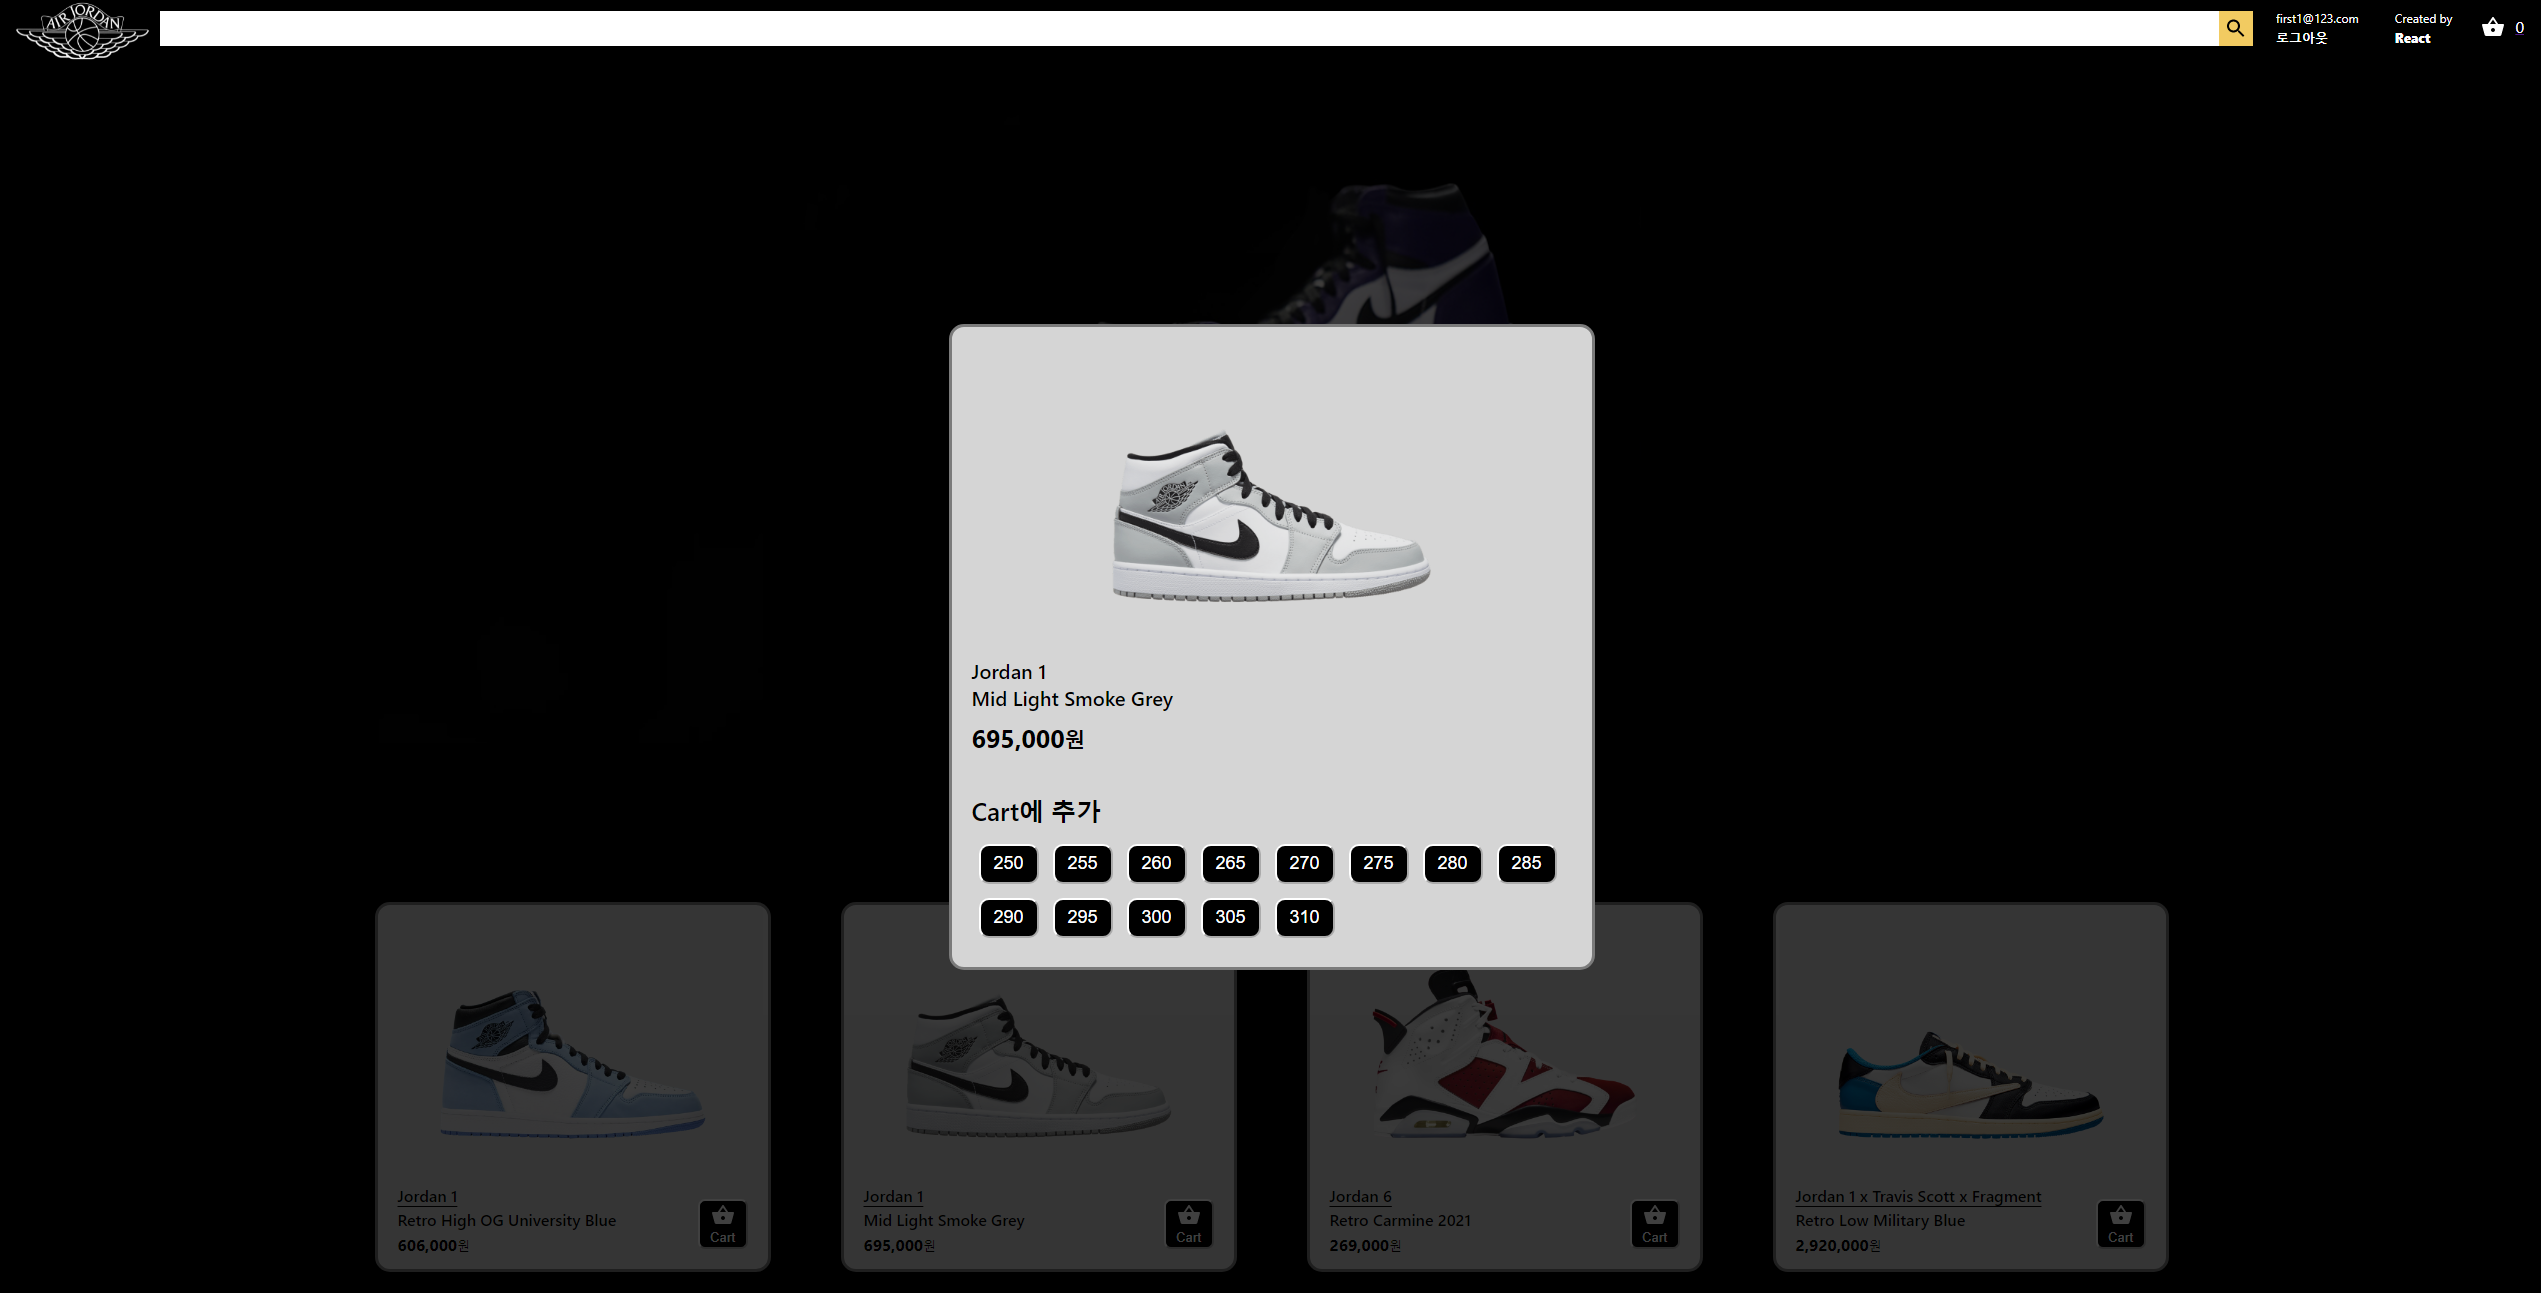 AIR JORDAN
first1@123.com
로그아웃
Created by
React
0
Jordan 1
Mid Light Smoke Grey
695,000원
Cart에 추가
250 255 260 265 270 275 280 285
290 295 300 305 310
Jordan 1
Retro High OG University Blue
606,000원
Cart
Jordan 1
Mid Light Smoke Grey
695,000원
Cart
Jordan 6
Retro Carmine 2021
269,000원
Cart
Jordan 1 x Travis Scott x Fragment
Retro Low Military Blue
2,920,000원
Cart